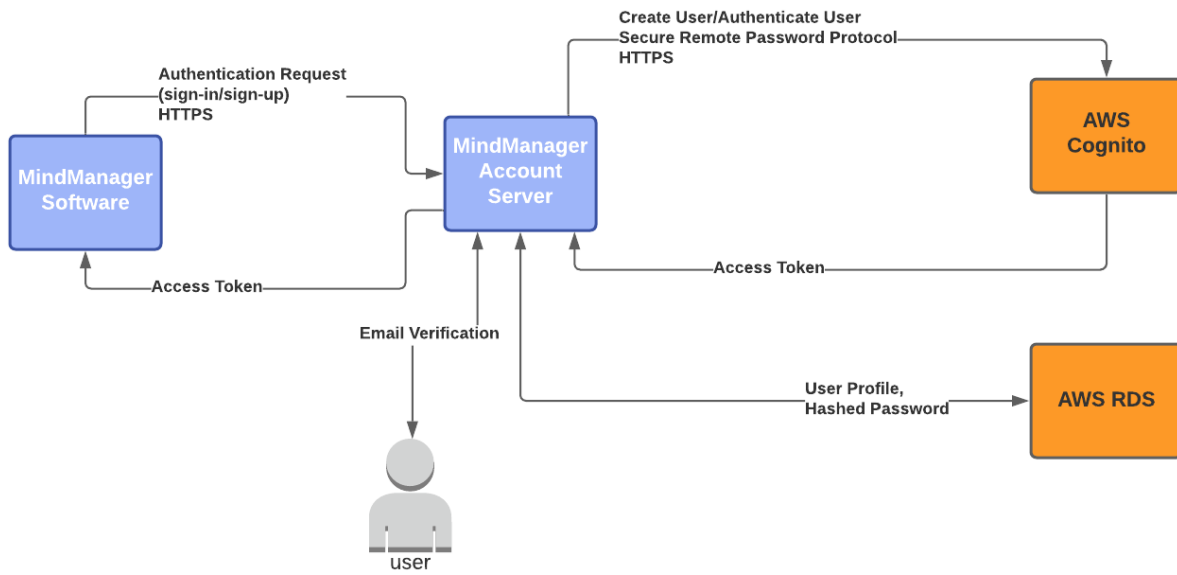 Create User/Authenticate User
Secure Remote Password Protocol
HTTPS
Authentication Request
(sign-in/sign-up)
HTTPS
MindManager
Software
MindManager
Account
Server
AWS
Cognito
Access Token
Access Token
Email Verification
User Profile,
Hashed Password
AWS RDS
user